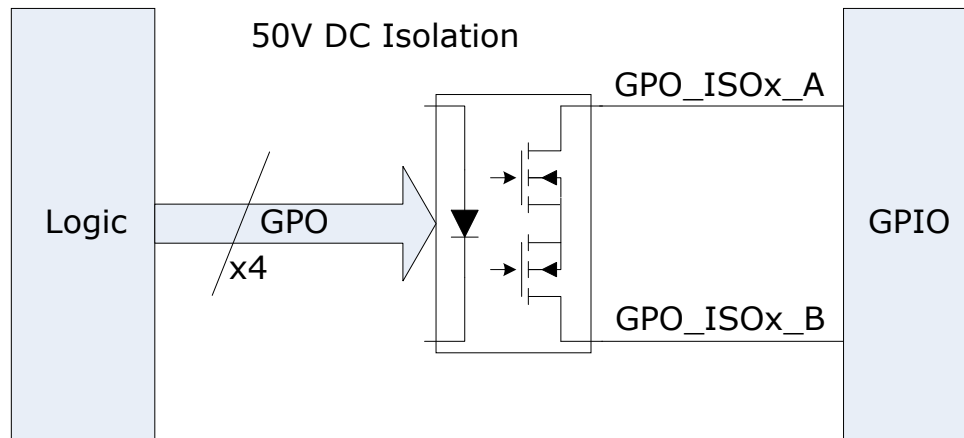 50V DC Isolation
GPO_ISOx_A
Logic
GPO
GPIO
x4
GPO_ISOx_B